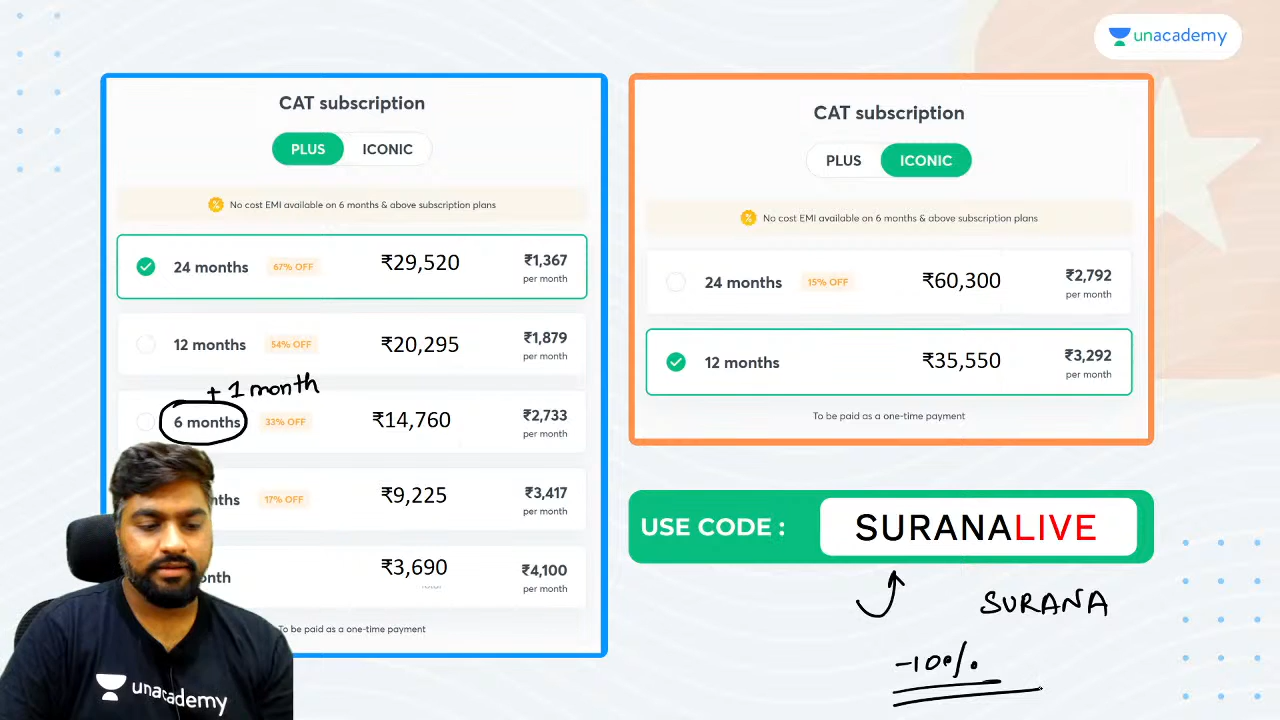 unacademy
CAT subscription
PLUS ICONIC
No cost EMI available on 6 months & above subscription plans
24 months 67% OFF ₹29,520 ₹1,367
per month
12 months 54% OFF ₹20,295 ₹1,879
per month
+ 1 month
6 months 33% OFF ₹14,760 ₹2,733
per month
nths 17% OFF ₹9,225 ₹3,417
per month
onth ₹3,690 ₹4,100
per month
To be paid as a one-time payment
CAT subscription
PLUS ICONIC
No cost EMI available on 6 months & above subscription plans
24 months 15% OFF ₹60,300 ₹2,792
per month
12 months ₹35,550 ₹3,292
per month
To be paid as a one-time payment
USE CODE : SURANALIVE
SURANA
-10%
unacademy